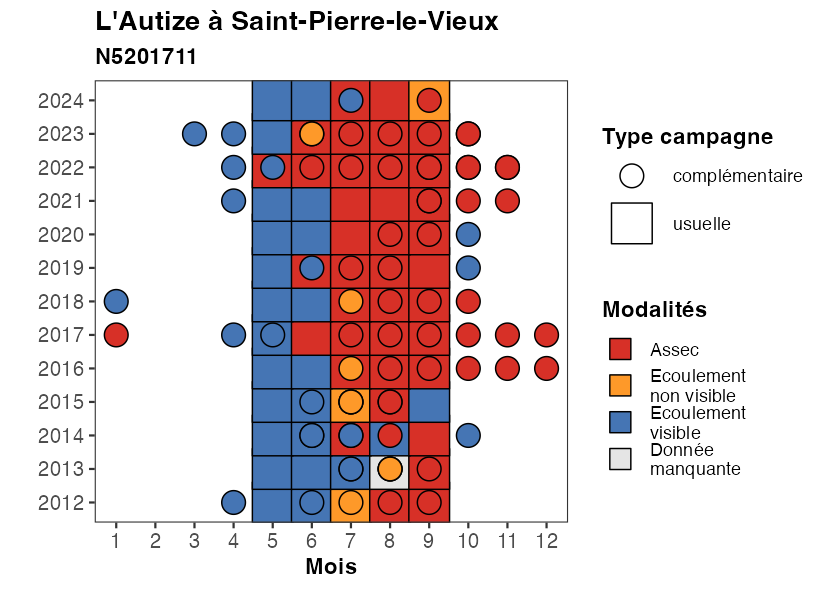 L'Autize à Saint-Pierre-le-Vieux
N5201711
2024
2023
2022
2021
2020
2019
2018
2017
2016
2015
2014
2013
2012
1 2 3 4 5 6 7 8 9 10 11 12
Mois
Type campagne
complémentaire
usuelle
Modalités
Assec
Ecoulement
non visible
Ecoulement
visible
Donnée
manquante